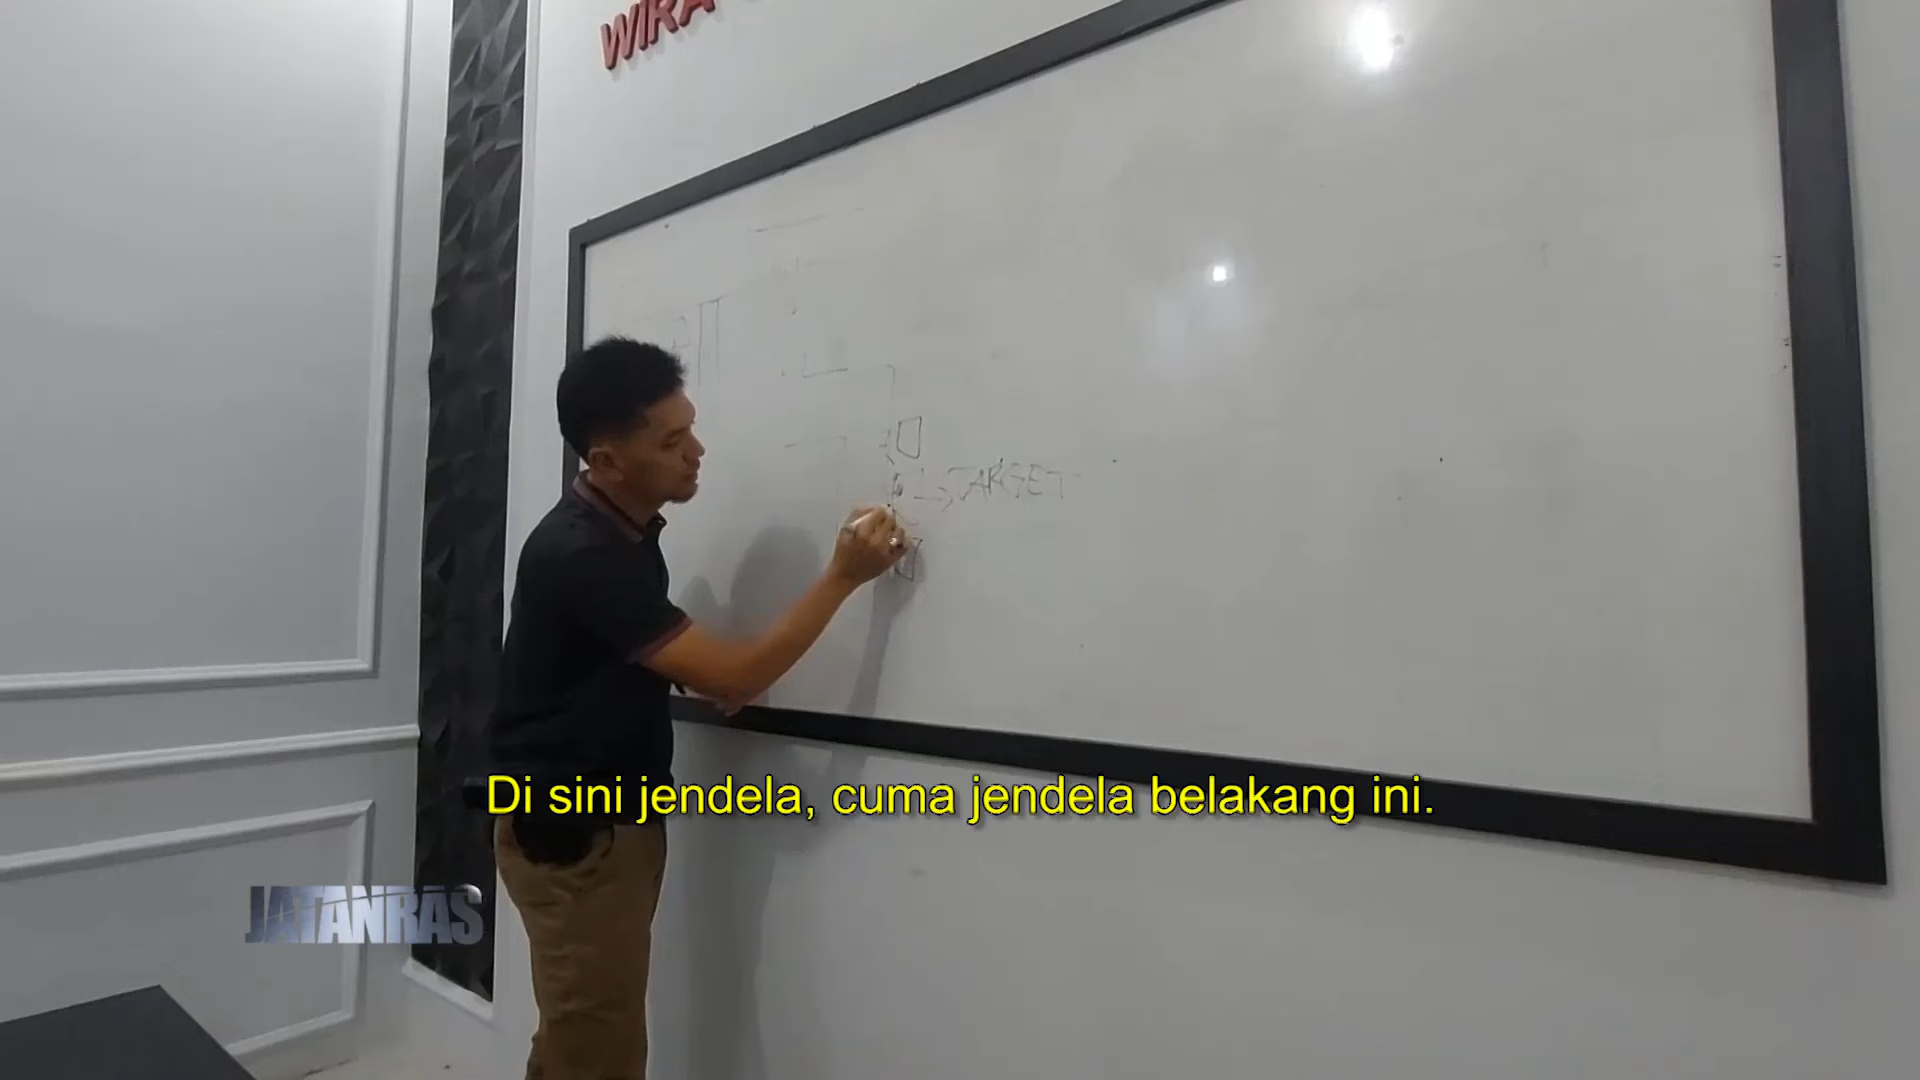 WIRA
TARGET
Di sini jendela, cuma jendela belakang ini.
JATANRAS